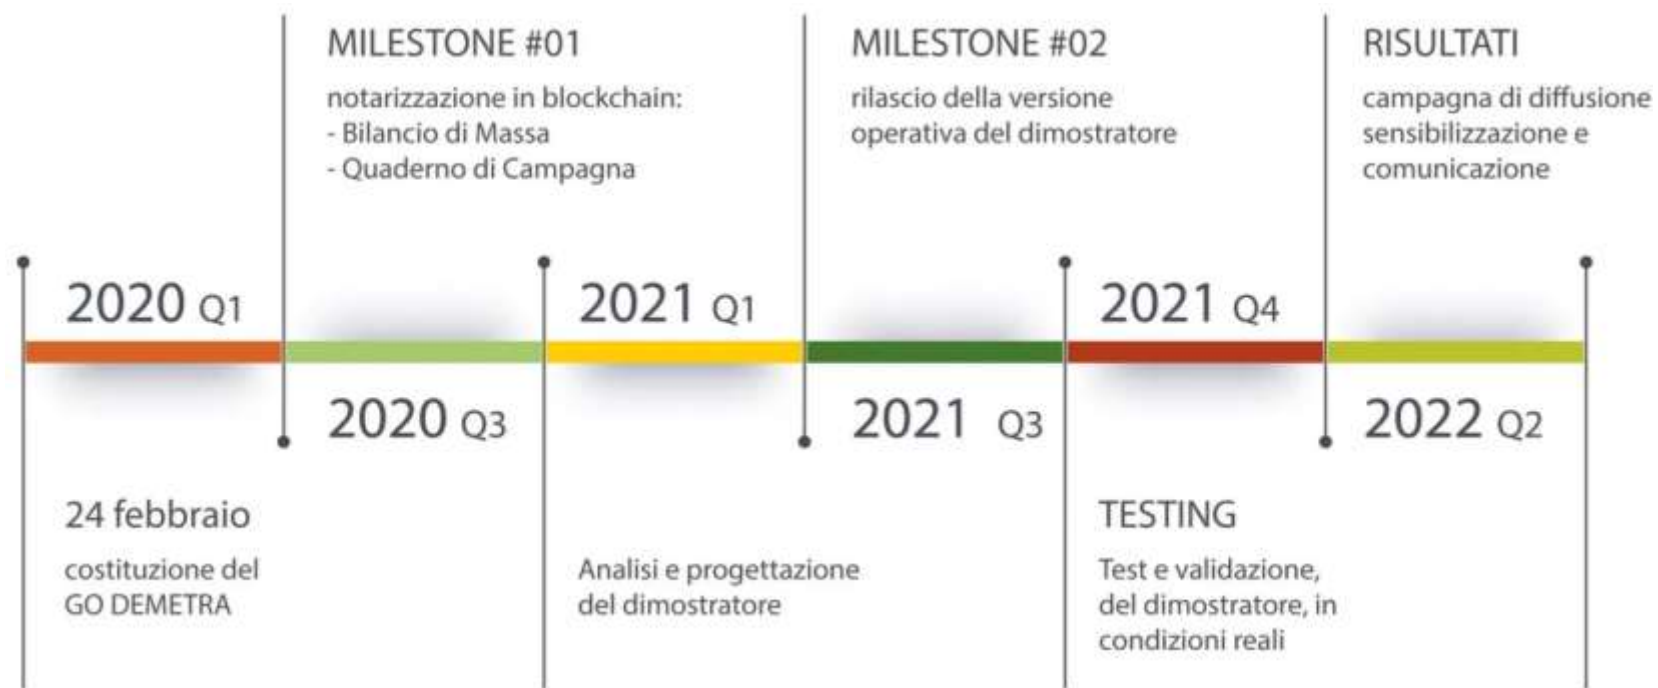 MILESTONE #01
notarizzazione in blockchain:
- Bilancio di Massa
- Quaderno di Campagna
MILESTONE #02
rilascio della versione
operativa del dimostratore
RISULTATI
campagna di diffusione
sensibilizzazione e
comunicazione
2020 Q1
2021 Q1
2021 Q4
2020 Q3
2021 Q3
2022 Q2
24 febbraio
costituzione del
GO DEMETRA
Analisi e progettazione
del dimostratore
TESTING
Test e validazione,
del dimostratore, in
condizioni reali